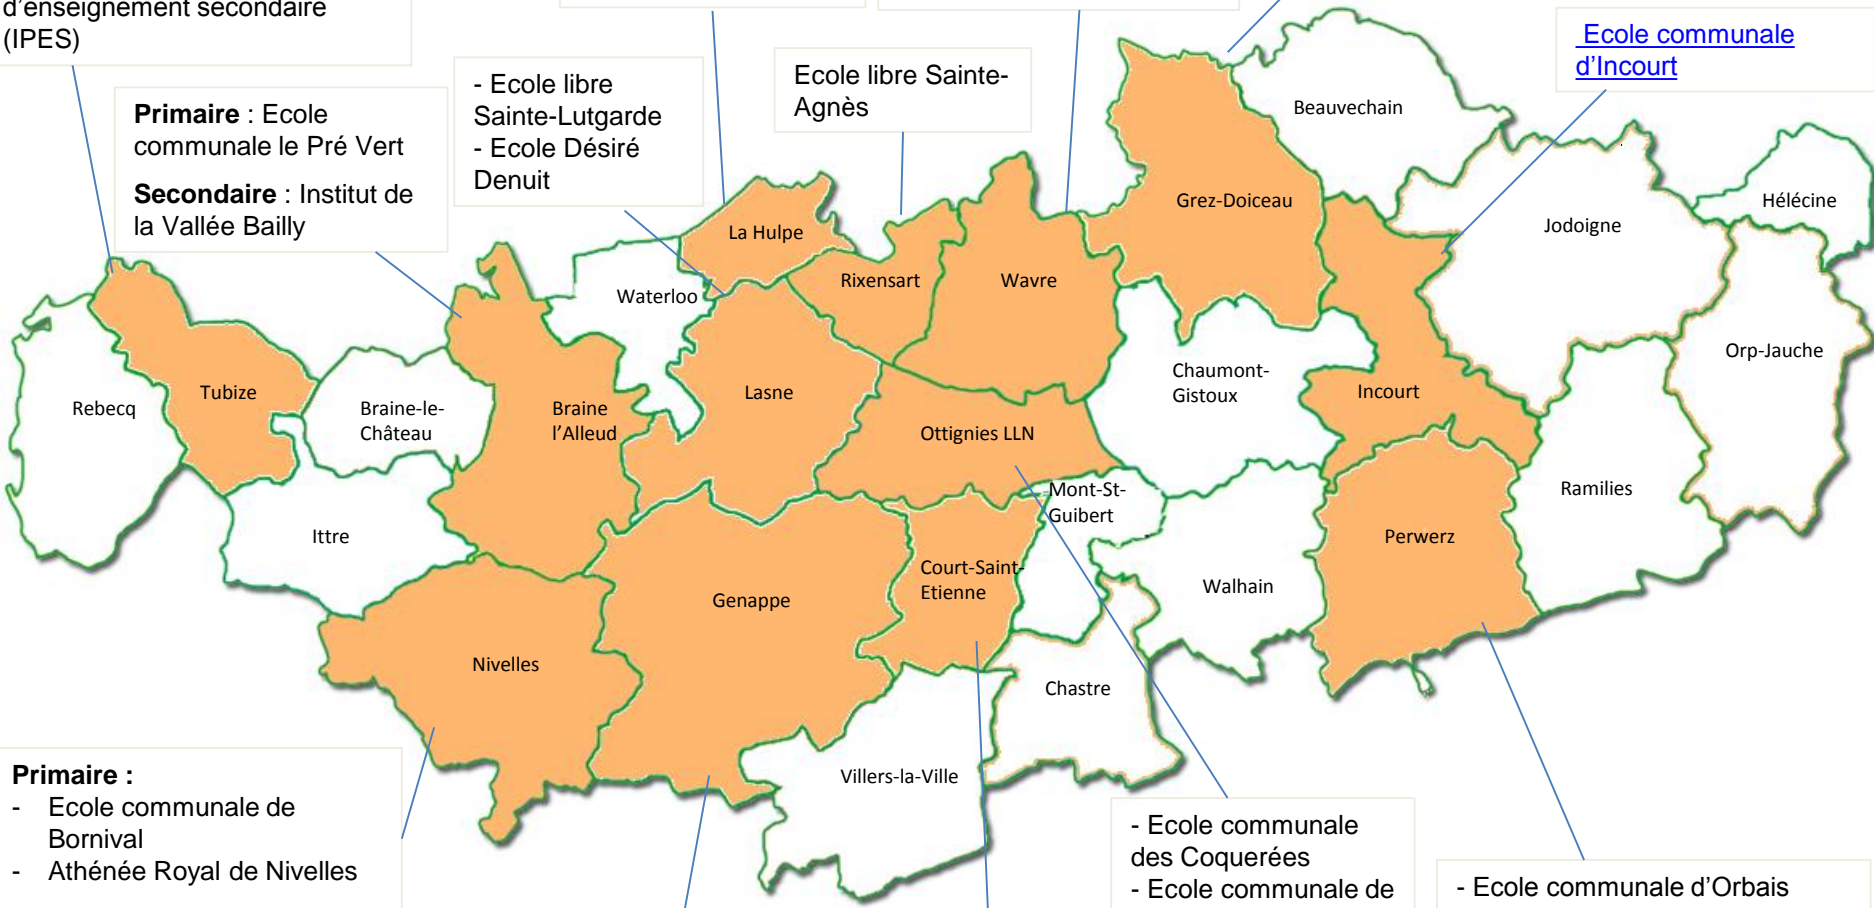 d’enseignement secondaire
(IPES)
Ecole communale
d’Incourt
Primaire : Ecole
communale le Pré Vert
Secondaire : Institut de
la Vallée Bailly
- Ecole libre
Sainte-Lutgarde
- Ecole Désiré
Denuit
Ecole libre Sainte-
Agnès
Beauvechain
Hélécine
Grez-Doiceau
Jodoigne
La Hulpe
Rixensart
Wavre
Waterloo
Orp-Jauche
Chaumont-
Gistoux
Incourt
Rebecq
Tubize
Braine-le-
Château
Braine
l’Alleud
Lasne
Ottignies LLN
Mont-St-
Guibert
Ramilies
Ittre
Perwerz
Court-Saint-
Etienne
Walhain
Genappe
Nivelles
Chastre
Villers-la-Ville
Primaire :
- Ecole communale de
Bornival
- Athénée Royal de Nivelles
- Ecole communale
des Coquerées
- Ecole communale de
- Ecole communale d’Orbais